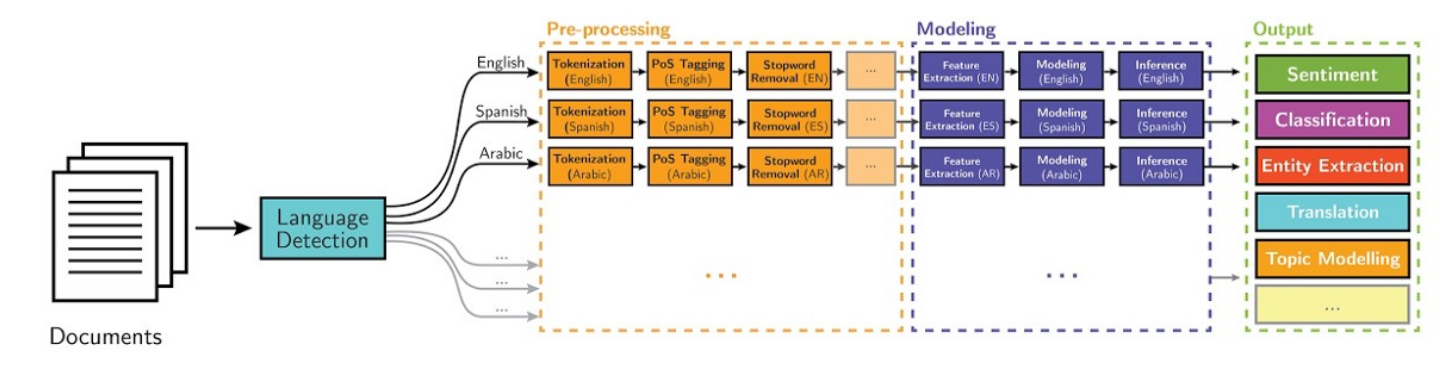 Pre-processing
Modeling
Output
English
Tokenization
(English)
PoS Tagging
(English)
Stopword
Removal (EN)
...
Feature
Extraction (EN)
Modeling
(English)
Inference
(English)
Sentiment
Spanish
Tokenization
(Spanish)
PoS Tagging
(Spanish)
Stopword
Removal (ES)
...
Feature
Extraction (ES)
Modeling
(Spanish)
Inference
(Spanish)
Classification
Arabic
Tokenization
(Arabic)
PoS Tagging
(Arabic)
Stopword
Removal (AR)
...
Feature
Extraction (AR)
Modeling
(Arabic)
Inference
(Arabic)
Entity Extraction
Language
Detection
Translation
...
...
...
...
...
Topic Modelling
...
Documents